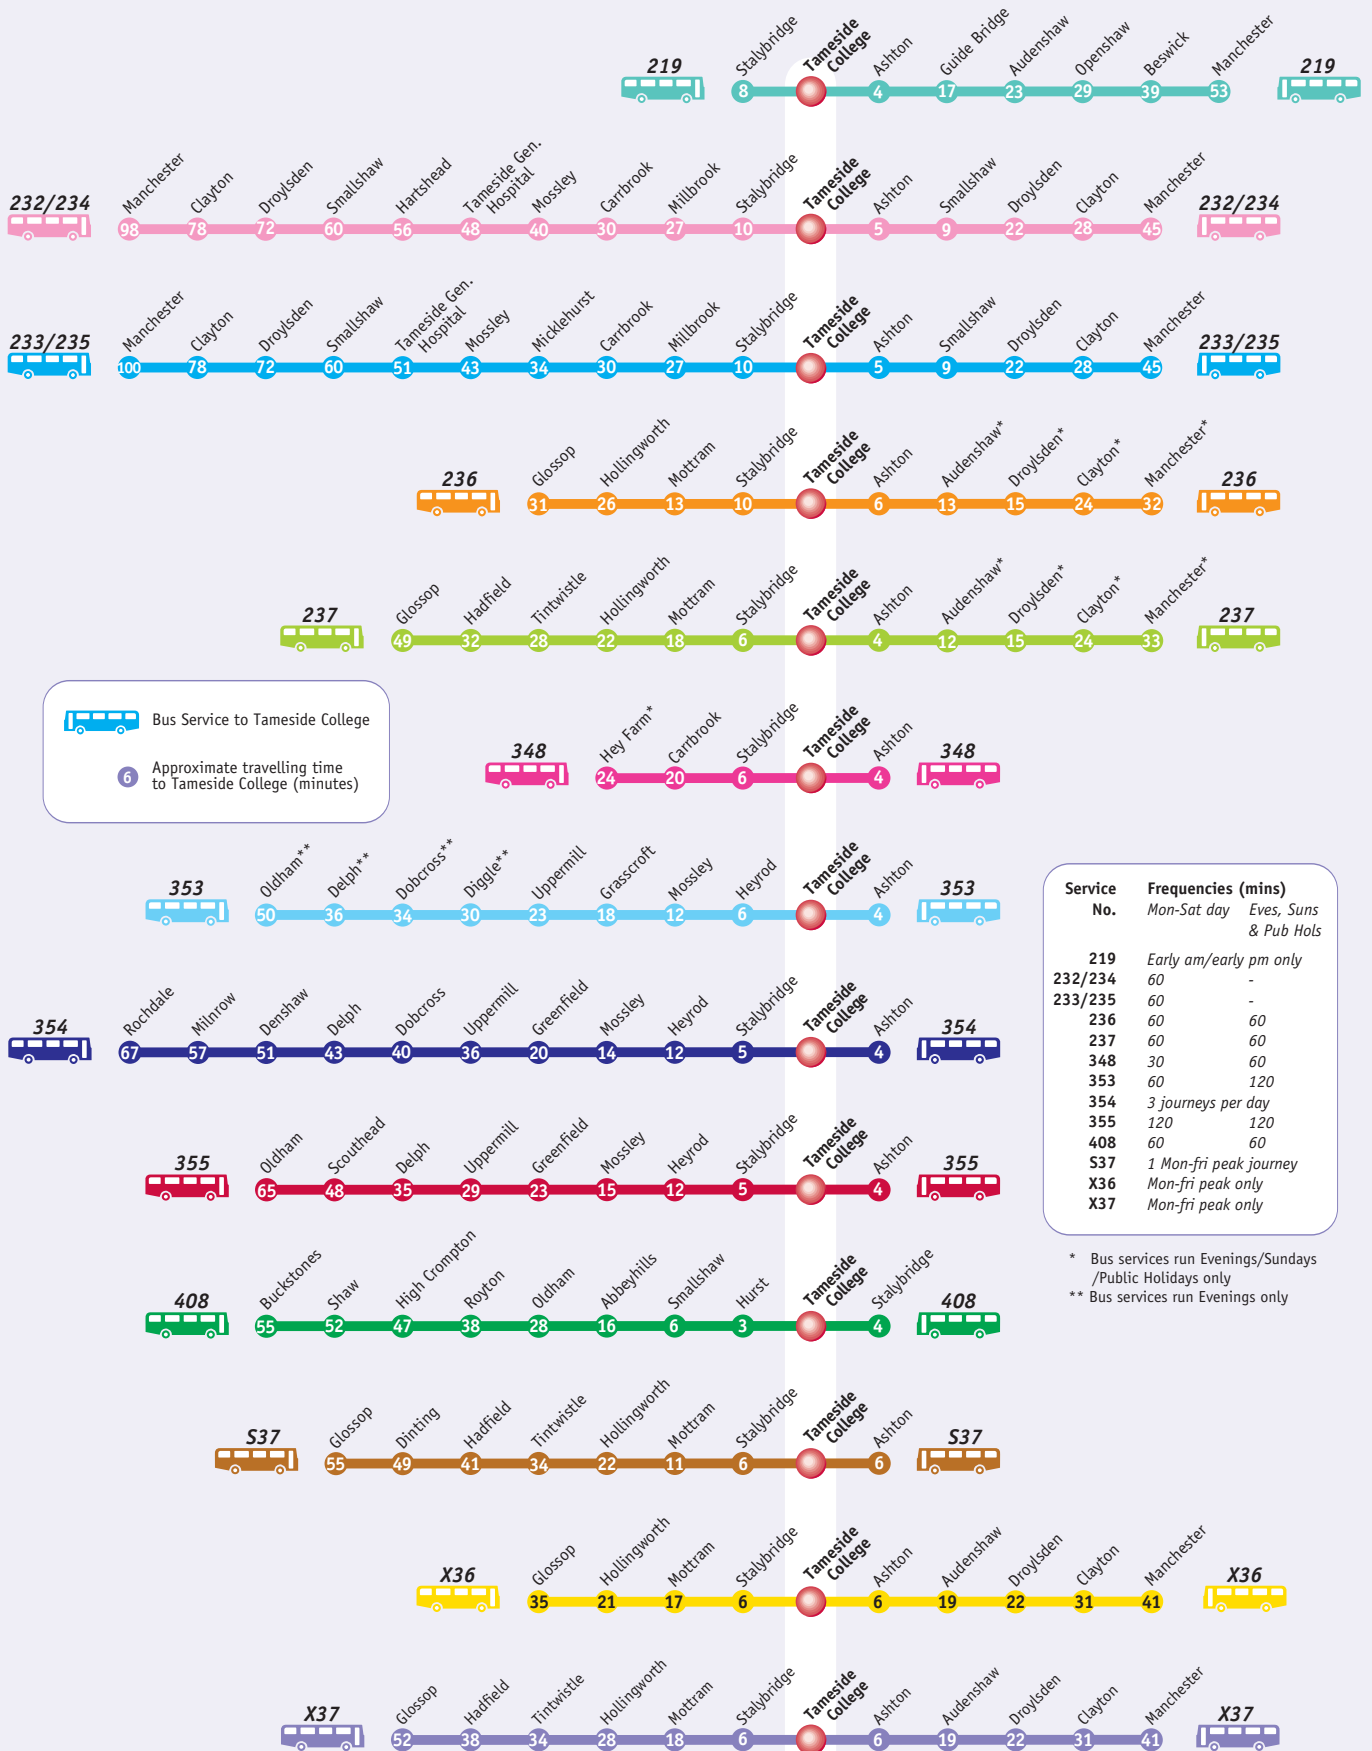 219
Stalybridge
Tameside
College
Ashton
Guide Bridge
Audenshaw
Openshaw
Beswick
Manchester
219
8
4
17
23
29
39
53
232/234
Manchester
Clayton
Droylsden
Smallshaw
Hartshead
Tameside Gen.
Hospital
Mossley
Carrbrook
Millbrook
Stalybridge
Tameside
College
Ashton
Smallshaw
Droylsden
Clayton
Manchester
232/234
98
78
72
60
56
48
40
30
27
10
5
9
22
28
45
233/235
Manchester
Clayton
Droylsden
Smallshaw
Tameside Gen.
Hospital
Mossley
Micklehurst
Carrbrook
Millbrook
Stalybridge
Tameside
College
Ashton
Smallshaw
Droylsden
Clayton
Manchester
233/235
100
78
72
60
51
43
34
30
27
10
5
9
22
28
45
236
Glossop
Hollingworth
Mottram
Stalybridge
Tameside
College
Ashton
Audenshaw*
Droylsden*
Clayton*
Manchester*
236
31
26
13
10
6
13
15
24
32
237
Glossop
Hadfield
Tintwistle
Hollingworth
Mottram
Stalybridge
Tameside
College
Ashton
Audenshaw*
Droylsden*
Clayton*
Manchester*
237
49
32
28
22
18
6
4
12
15
24
33
Bus Service to Tameside College
6
Approximate travelling time
to Tameside College (minutes)
348
Hey Farm*
Carrbrook
Stalybridge
Tameside
College
Ashton
348
24
20
6
4
353
Oldham**
Delph**
Dobcross**
Diggle**
Uppermill
Grasscroft
Mossley
Heyrod
Tameside
College
Ashton
353
50
36
34
30
23
18
12
6
4
354
Rochdale
Milnrow
Denshaw
Delph
Dobcross
Uppermill
Greenfield
Mossley
Heyrod
Stalybridge
Tameside
College
Ashton
354
67
57
51
43
40
36
20
14
12
5
4
355
Oldham
Scouthead
Delph
Uppermill
Greenfield
Mossley
Heyrod
Stalybridge
Tameside
College
Ashton
355
65
48
35
29
23
15
12
5
4
408
Buckstones
Shaw
High Crompton
Royton
Oldham
Abbeyhills
Smallshaw
Hurst
Tameside
College
Stalybridge
408
55
52
47
38
28
16
6
3
4
S37
Glossop
Dinting
Hadfield
Tintwistle
Hollingworth
Mottram
Stalybridge
Tameside
College
Ashton
S37
55
49
41
34
22
11
6
6
X36
Glossop
Hollingworth
Mottram
Stalybridge
Tameside
College
Ashton
Audenshaw
Droylsden
Clayton
Manchester
X36
35
21
17
6
6
19
22
31
41
X37
Glossop
Hadfield
Tintwistle
Hollingworth
Mottram
Stalybridge
Tameside
College
Ashton
Audenshaw
Droylsden
Clayton
Manchester
X37
52
38
34
28
18
6
6
19
22
31
41
Service Frequencies (mins)
No. Mon-Sat day Eves, Suns
& Pub Hols
219 Early am/early pm only
232/234 60 -
233/235 60 -
236 60 60
237 60 60
348 30 60
353 60 120
354 3 journeys per day
355 120 120
408 60 60
S37 1 Mon-fri peak journey
X36 Mon-fri peak only
X37 Mon-fri peak only
* Bus services run Evenings/Sundays
/Public Holidays only
** Bus services run Evenings only